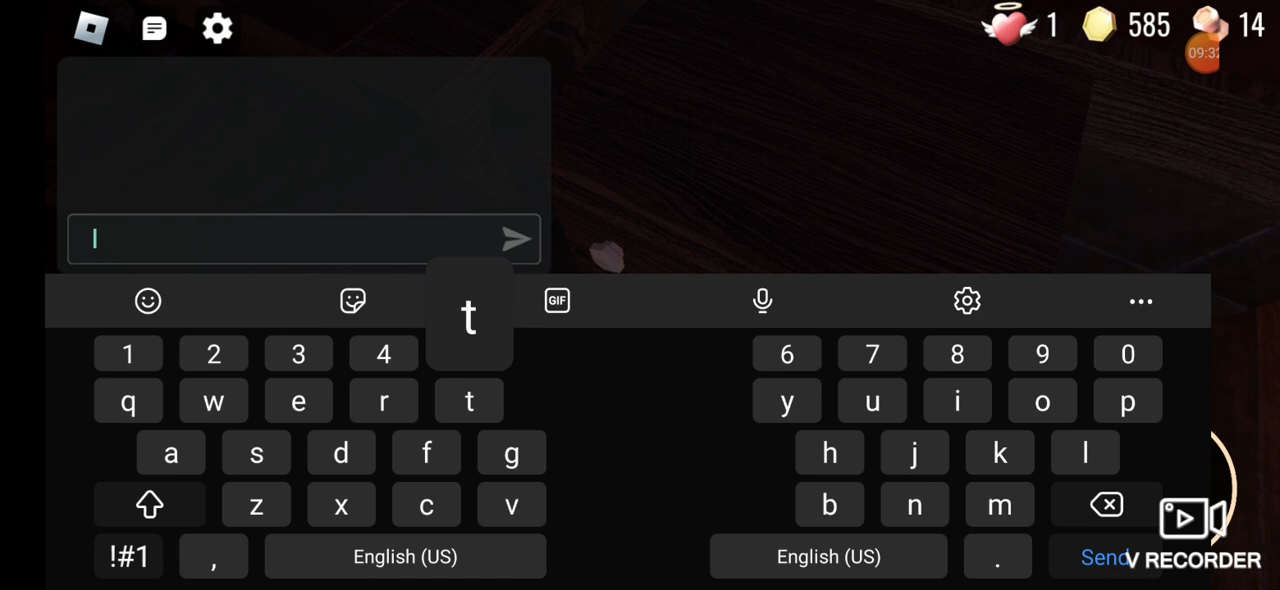 1 585 14
09:32
GIF
t
1 2 3 4 6 7 8 9 0
q w e r t y u i o p
a s d f g h j k l
z x c v b n m
!#1 , English (US) English (US) . Send
V RECORDER